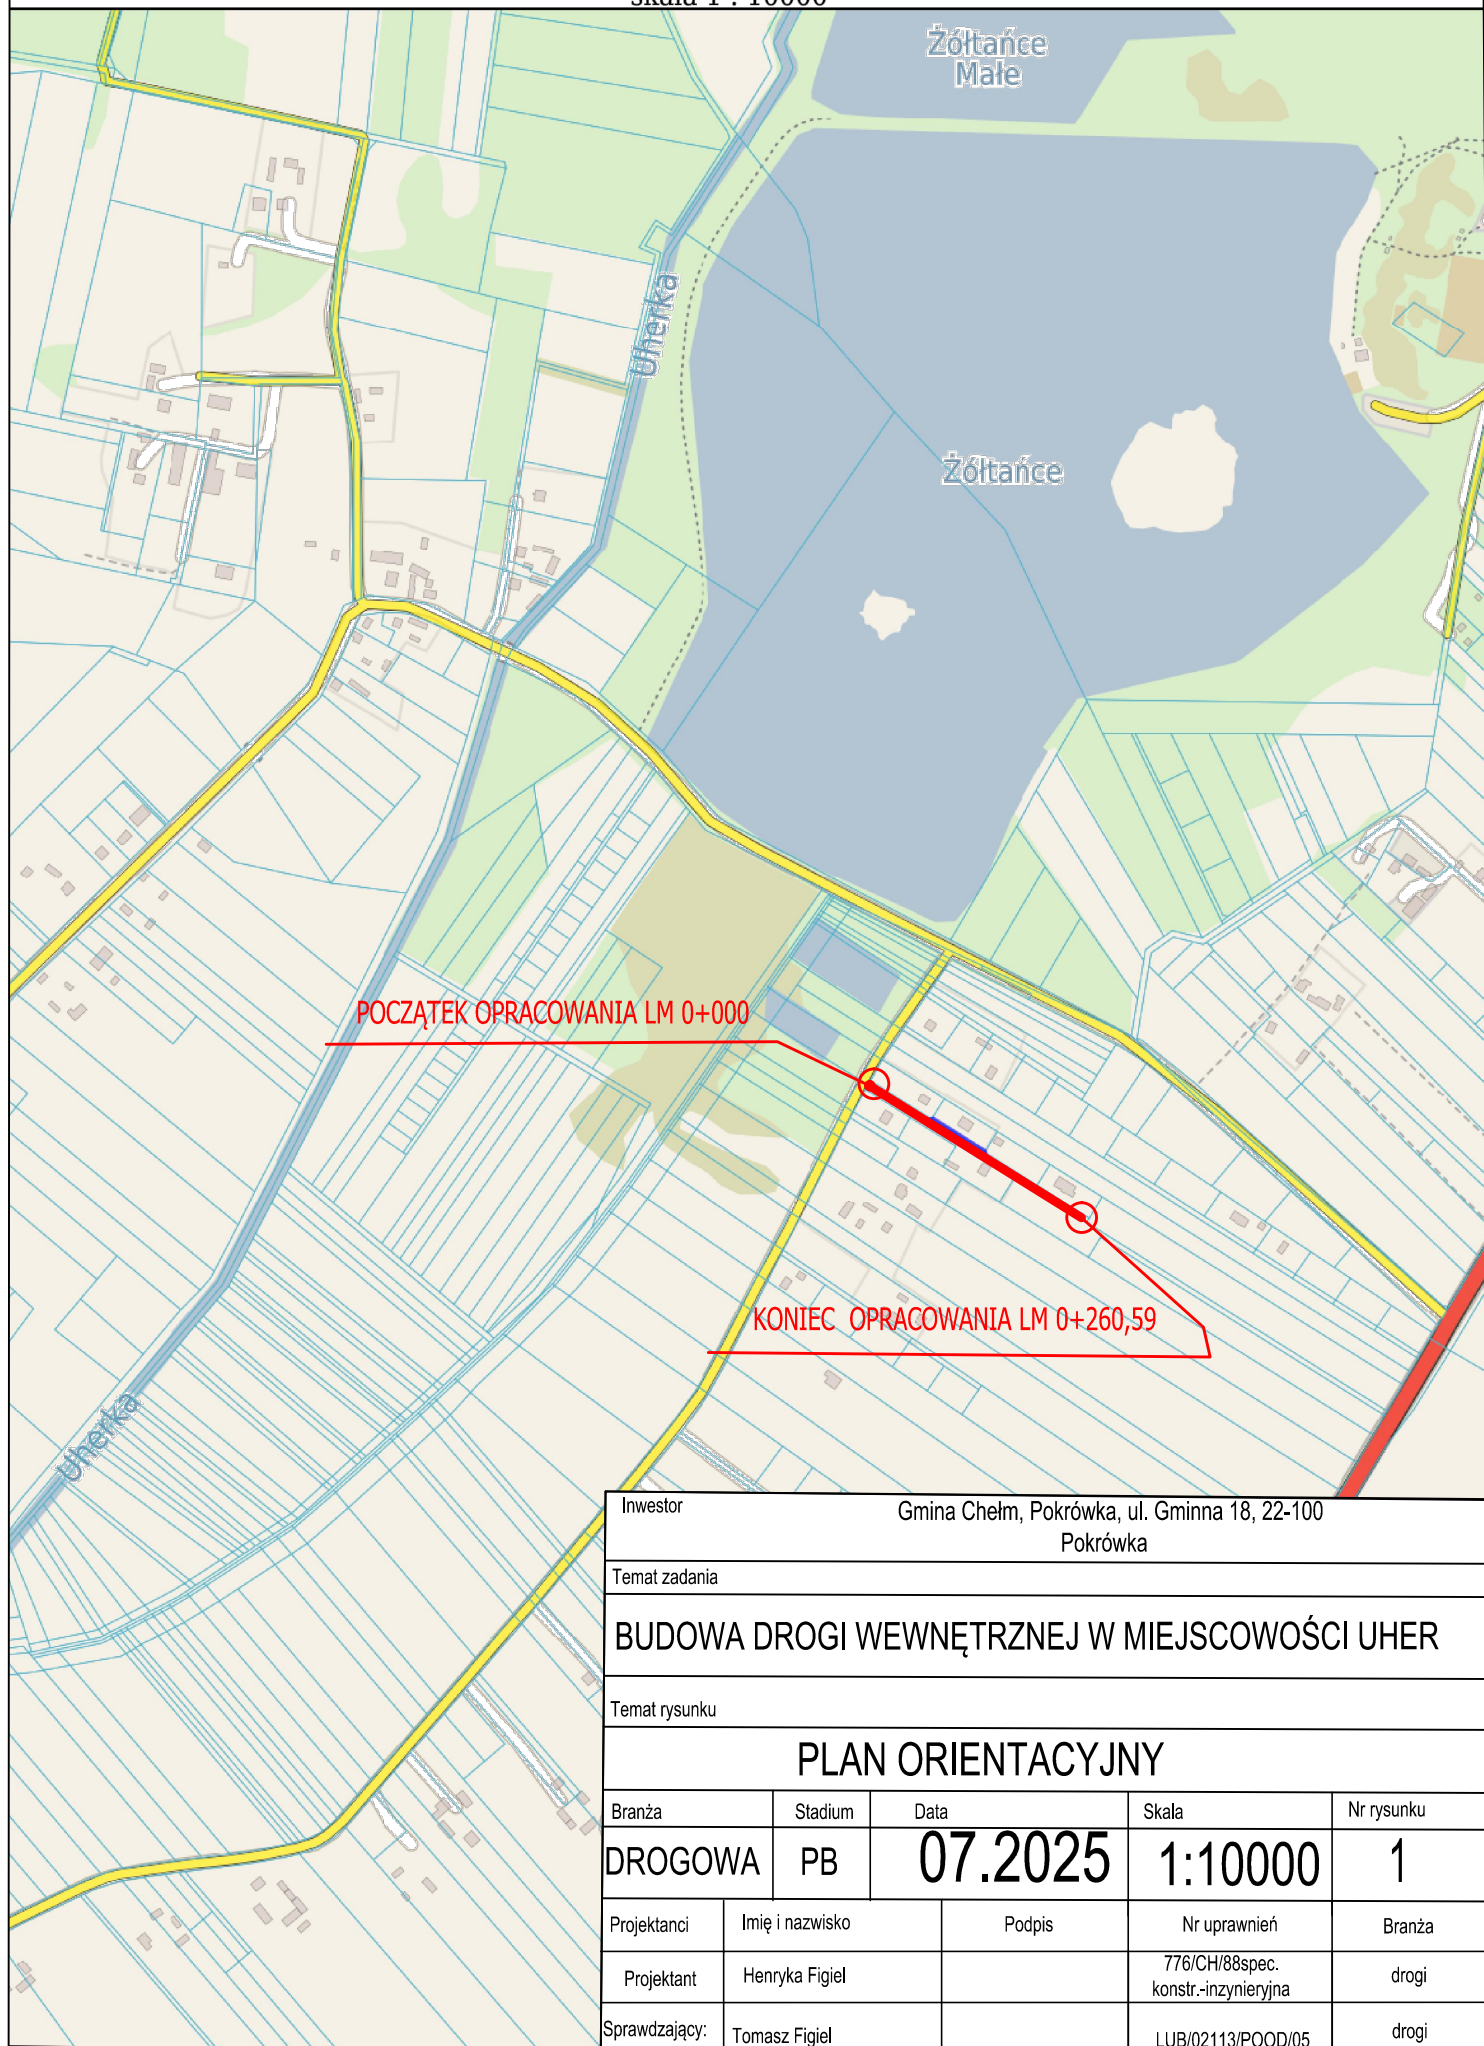 skala 1 : 10000
Żółtańce
Małe
Uherka
Żółtańce
POCZĄTEK OPRACOWANIA LM 0+000
KONIEC OPRACOWANIA LM 0+260,59
Uherka
Inwestor
Gmina Chełm, Pokrówka, ul. Gminna 18, 22-100
Pokrówka
Temat zadania
BUDOWA DROGI WEWNĘTRZNEJ W MIEJSCOWOŚCI UHER
Temat rysunku
PLAN ORIENTACYJNY
Branża Stadium Data Skala Nr rysunku
DROGOWA PB 07.2025 1:10000 1
Projektanci Imię i nazwisko Podpis Nr uprawnień Branża
Projektant Henryka Figiel 776/CH/88spec. drogi
konstr.-inzynieryjna
Sprawdzający: Tomasz Figiel LUB/02113/POOD/05 drogi